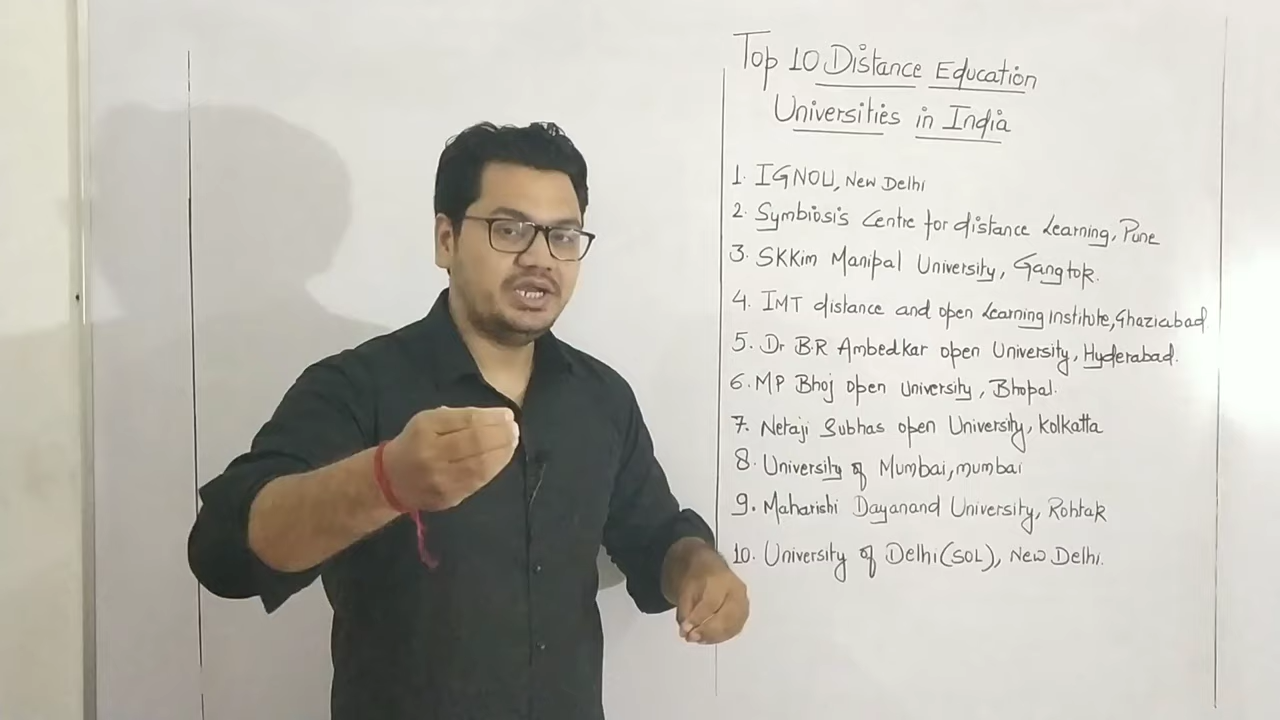 Top 10 Distance Education
Universities in India
1. IGNOU, New Delhi
2. Symbiosis Centre for distance Learning, Pune
3. SKKim Manipal University, Gangtok.
4. IMT distance and open Learning institute, Ghaziabad
5. Dr B.R Ambedkar open University, Hyderabad.
6. MP Bhoj open University, Bhopal.
7. Netaji Subhas open University, Kolkatta
8. University of Mumbai, mumbai
9. Maharishi Dayanand University, Rohtak
10. University of Delhi (SOL), New Delhi.